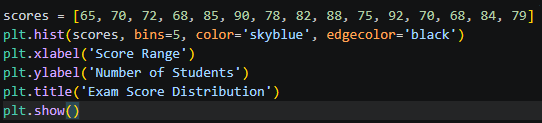 scores = [65, 70, 72, 68, 85, 90, 78, 82, 88, 75, 92, 70, 68, 84, 79]
plt.hist(scores, bins=5, color='skyblue', edgecolor='black')
plt.xlabel('Score Range')
plt.ylabel('Number of Students')
plt.title('Exam Score Distribution')
plt.show()